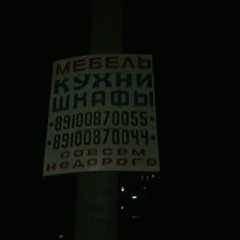 МЕБЕЛЬ
КУХНИ
ШКАФЫ
89100870055
89100870044
СОВСЕМ
НЕДОРОГО